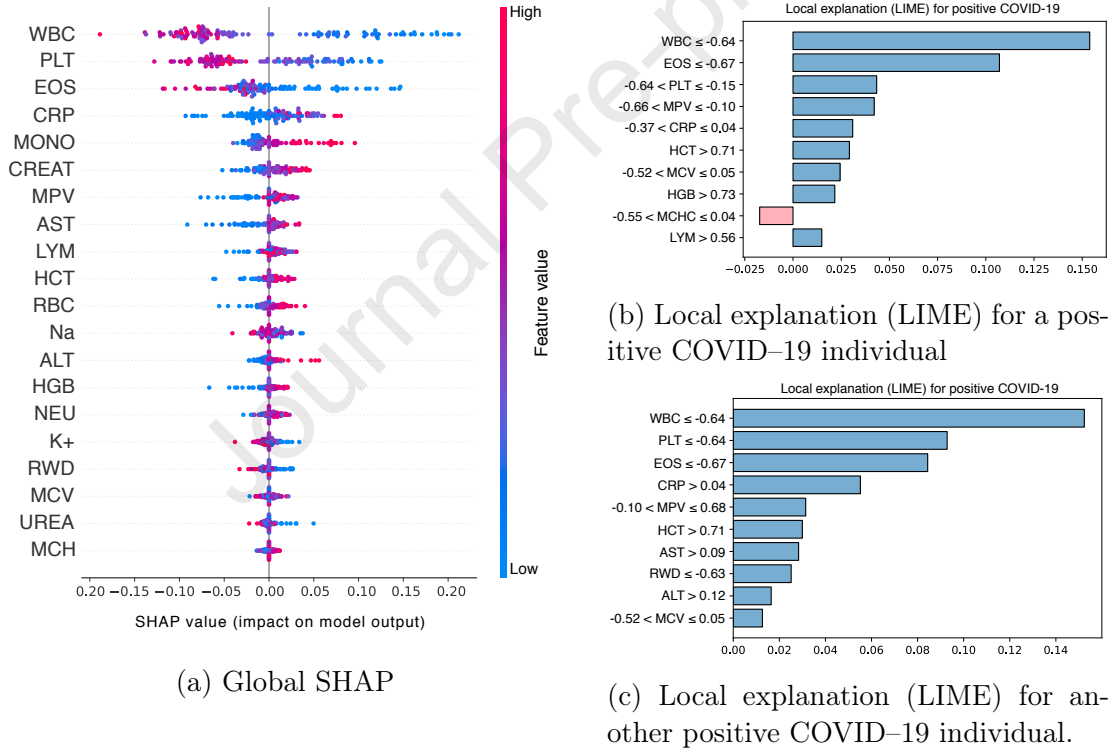 WBC
PLT
EOS
CRP
MONO
CREAT
MPV
AST
LYM
HCT
RBC
Na
ALT
HGB
NEU
K+
RWD
MCV
UREA
MCH
0.20 −0.15 −0.10 −0.05 0.00 0.05 0.10 0.15 0.20
SHAP value (impact on model output)
High
Feature value
Low
(a) Global SHAP
Journal Pre-p
Local explanation (LIME) for positive COVID-19
WBC ≤ -0.64
EOS ≤ -0.67
-0.64 < PLT ≤ -0.15
-0.66 < MPV ≤ -0.10
-0.37 < CRP ≤ 0.04
HCT > 0.71
-0.52 < MCV ≤ 0.05
HGB > 0.73
-0.55 < MCHC ≤ 0.04
LYM > 0.56
−0.025 0.000 0.025 0.050 0.075 0.100 0.125 0.150
(b) Local explanation (LIME) for a pos-
itive COVID–19 individual
Local explanation (LIME) for positive COVID-19
WBC ≤ -0.64
PLT ≤ -0.64
EOS ≤ -0.67
CRP > 0.04
-0.10 < MPV ≤ 0.68
HCT > 0.71
AST > 0.09
RWD ≤ -0.63
ALT > 0.12
-0.52 < MCV ≤ 0.05
0.00 0.02 0.04 0.06 0.08 0.10 0.12 0.14
(c) Local explanation (LIME) for an-
other positive COVID–19 individual.